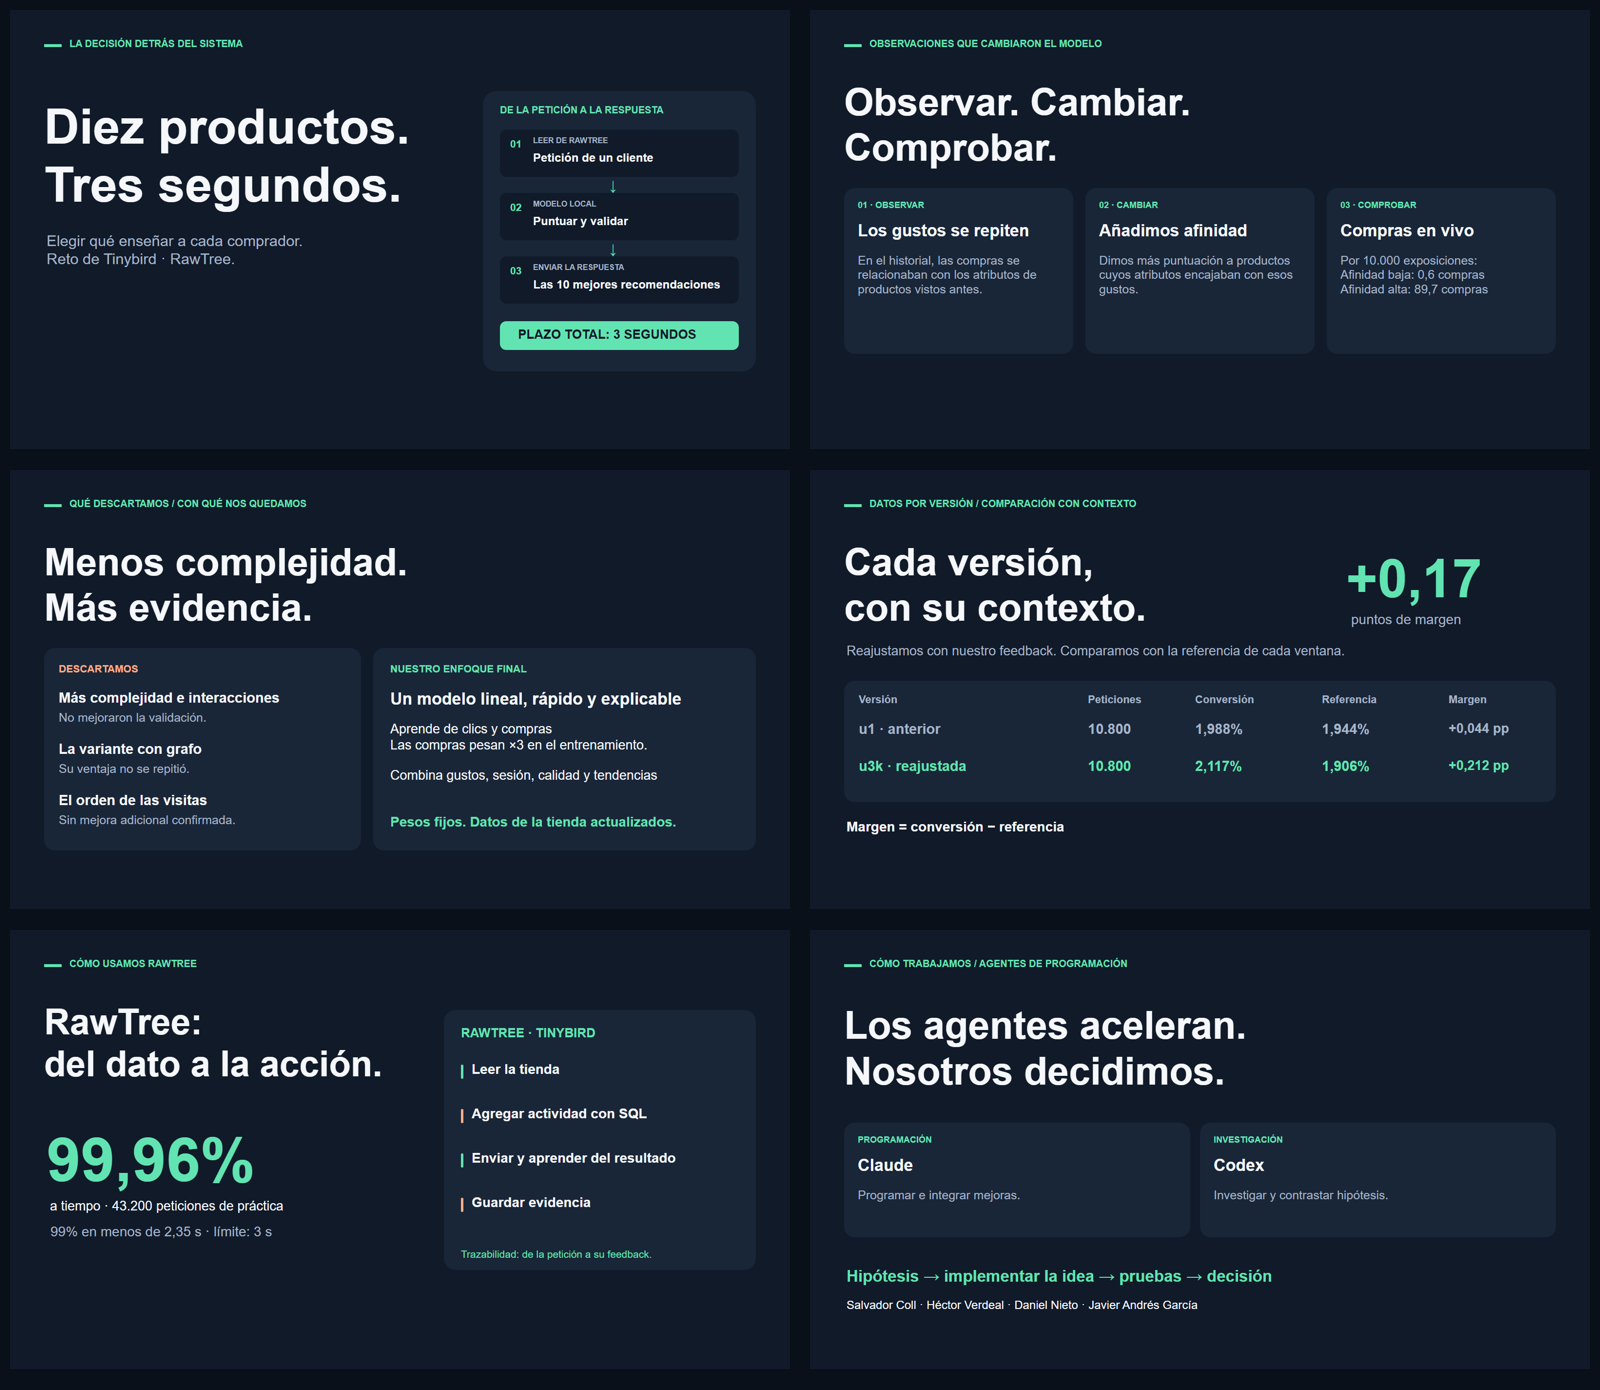 LA DECISIÓN DETRÁS DEL SISTEMA
Diez productos.
Tres segundos.
Elegir qué enseñar a cada comprador.
Reto de Tinybird · RawTree.
DE LA PETICIÓN A LA RESPUESTA
01
LEER DE RAWTREE
Petición de un cliente
↓
02
MODELO LOCAL
Puntuar y validar
↓
03
ENVIAR LA RESPUESTA
Las 10 mejores recomendaciones
PLAZO TOTAL: 3 SEGUNDOS
OBSERVACIONES QUE CAMBIARON EL MODELO
Observar. Cambiar.
Comprobar.
01 · OBSERVAR
Los gustos se repiten
En el historial, las compras se
relacionaban con los atributos de
productos vistos antes.
02 · CAMBIAR
Añadimos afinidad
Dimos más puntuación a productos
cuyos atributos encajaban con esos
gustos.
03 · COMPROBAR
Compras en vivo
Por 10.000 exposiciones:
Afinidad baja: 0,6 compras
Afinidad alta: 89,7 compras
QUÉ DESCARTAMOS / CON QUÉ NOS QUEDAMOS
Menos complejidad.
Más evidencia.
DESCARTAMOS
Más complejidad e interacciones
No mejoraron la validación.
La variante con grafo
Su ventaja no se repitió.
El orden de las visitas
Sin mejora adicional confirmada.
NUESTRO ENFOQUE FINAL
Un modelo lineal, rápido y explicable
Aprende de clics y compras
Las compras pesan ×3 en el entrenamiento.
Combina gustos, sesión, calidad y tendencias
Pesos fijos. Datos de la tienda actualizados.
DATOS POR VERSIÓN / COMPARACIÓN CON CONTEXTO
Cada versión,
con su contexto.
+0,17
puntos de margen
Reajustamos con nuestro feedback. Comparamos con la referencia de cada ventana.
Versión Peticiones Conversión Referencia Margen
u1 · anterior 10.800 1,988% 1,944% +0,044 pp
u3k · reajustada 10.800 2,117% 1,906% +0,212 pp
Margen = conversión − referencia
CÓMO USAMOS RAWTREE
RawTree:
del dato a la acción.
99,96%
a tiempo · 43.200 peticiones de práctica
99% en menos de 2,35 s · límite: 3 s
RAWTREE · TINYBIRD
Leer la tienda
Agregar actividad con SQL
Enviar y aprender del resultado
Guardar evidencia
Trazabilidad: de la petición a su feedback.
CÓMO TRABAJAMOS / AGENTES DE PROGRAMACIÓN
Los agentes aceleran.
Nosotros decidimos.
PROGRAMACIÓN
Claude
Programar e integrar mejoras.
INVESTIGACIÓN
Codex
Investigar y contrastar hipótesis.
Hipótesis → implementar la idea → pruebas → decisión
Salvador Coll · Héctor Verdeal · Daniel Nieto · Javier Andrés García